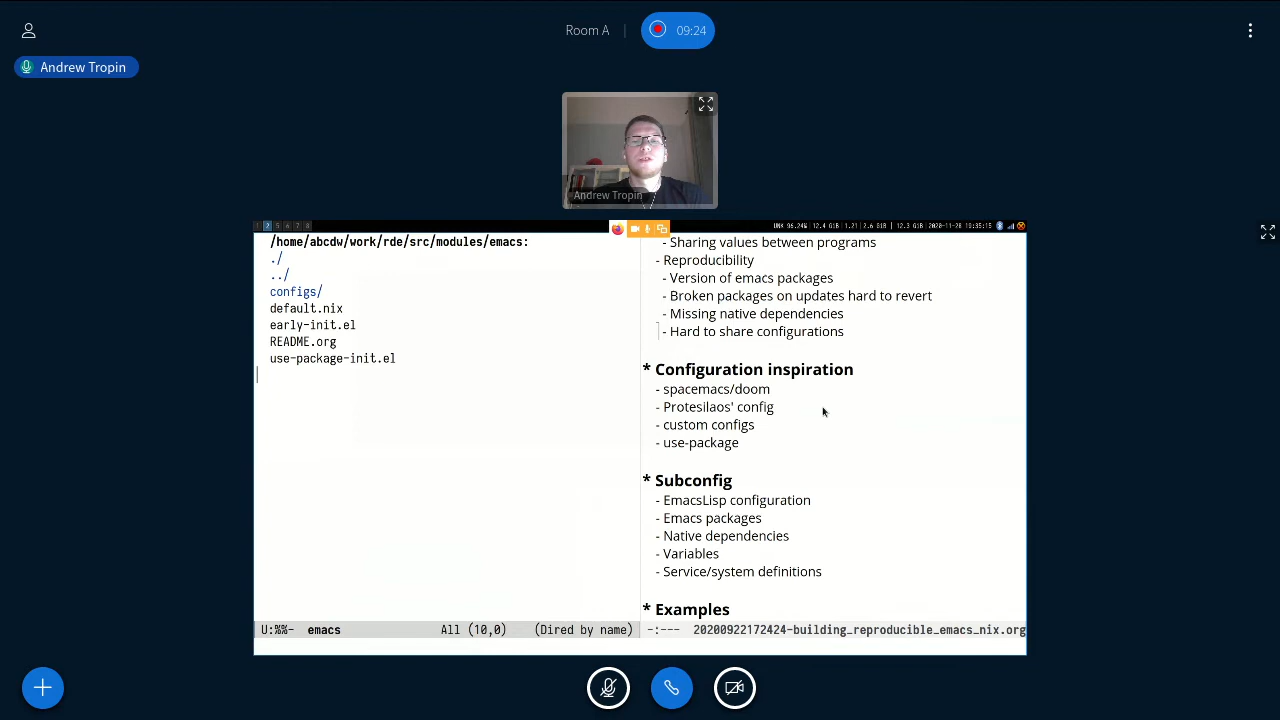 Room A
09:24
Andrew Tropin
Andrew Tropin
/home/abcdw/work/rde/src/modules/emacs:
./
../
configs/
default.nix
early-init.el
README.org
use-package-init.el
U:%%- emacs All (10,0) (Dired by name)
- Sharing values between programs
- Reproducibility
- Version of emacs packages
- Broken packages on updates hard to revert
- Missing native dependencies
- Hard to share configurations
* Configuration inspiration
- spacemacs/doom
- Protesilaos' config
- custom configs
- use-package
* Subconfig
- EmacsLisp configuration
- Emacs packages
- Native dependencies
- Variables
- Service/system definitions
* Examples
-:--- 20200922172424-building_reproducible_emacs_nix.org